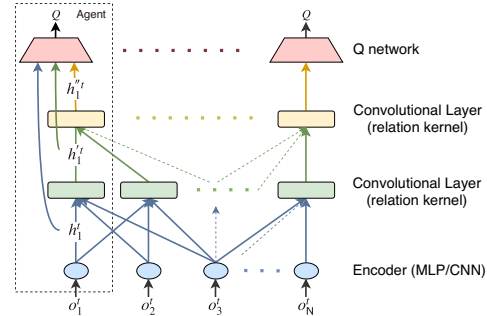 Q Agent Q
Q network
h''₁ᵗ
Convolutional Layer
(relation kernel)
h'₁ᵗ
Convolutional Layer
(relation kernel)
h₁ᵗ
Encoder (MLP/CNN)
o₁ᵗ o₂ᵗ o₃ᵗ oᴺᵗ